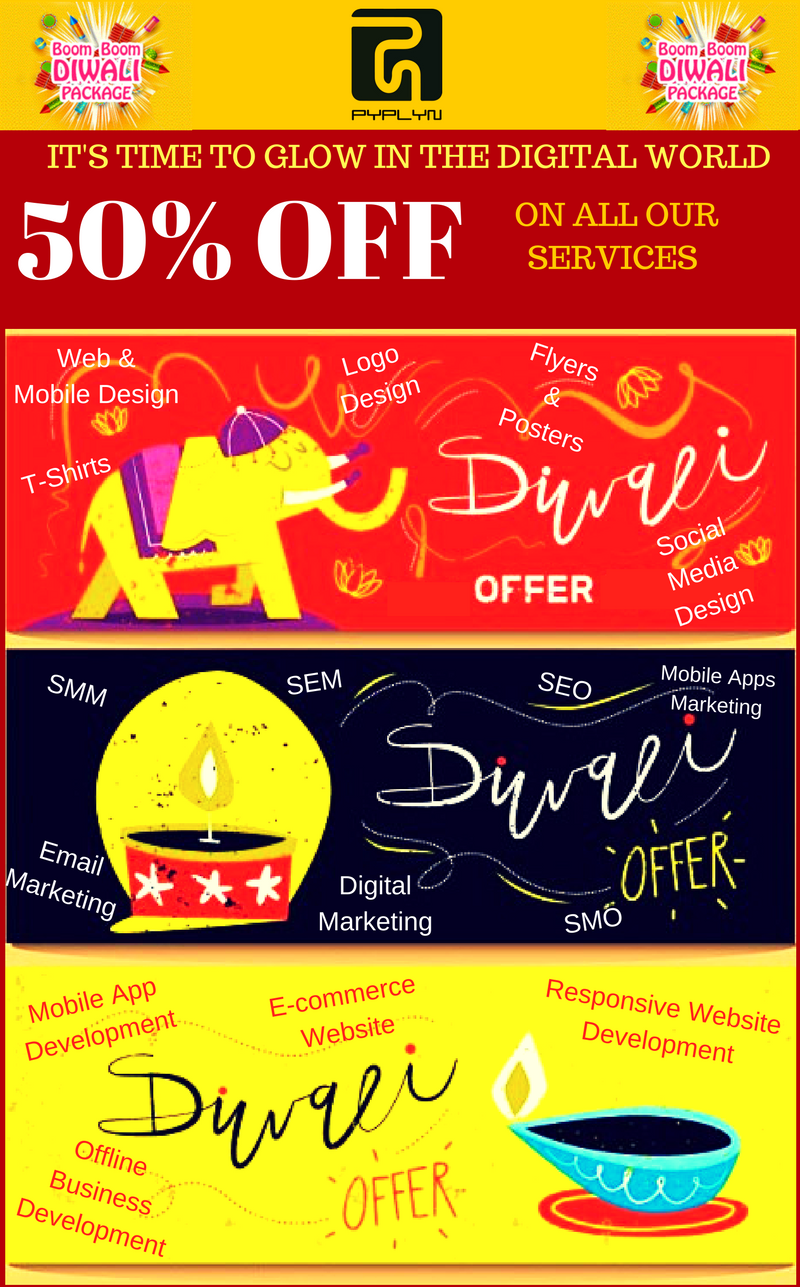 Boom Boom
DIWALI
PACKAGE
PYPLYN
Boom Boom
DIWALI
PACKAGE
IT'S TIME TO GLOW IN THE DIGITAL WORLD
50% OFF
ON ALL OUR
SERVICES
Web &
Mobile Design
Logo
Design
Flyers
&
Posters
T-Shirts
Diwali
OFFER
Social
Media
Design
SMM
SEM
SEO
Mobile Apps
Marketing
Diwali
OFFER
Email
Marketing
Digital
Marketing
SMO
Mobile App
Development
E-commerce
Website
Responsive Website
Development
Diwali
OFFER
Offline
Business
Development